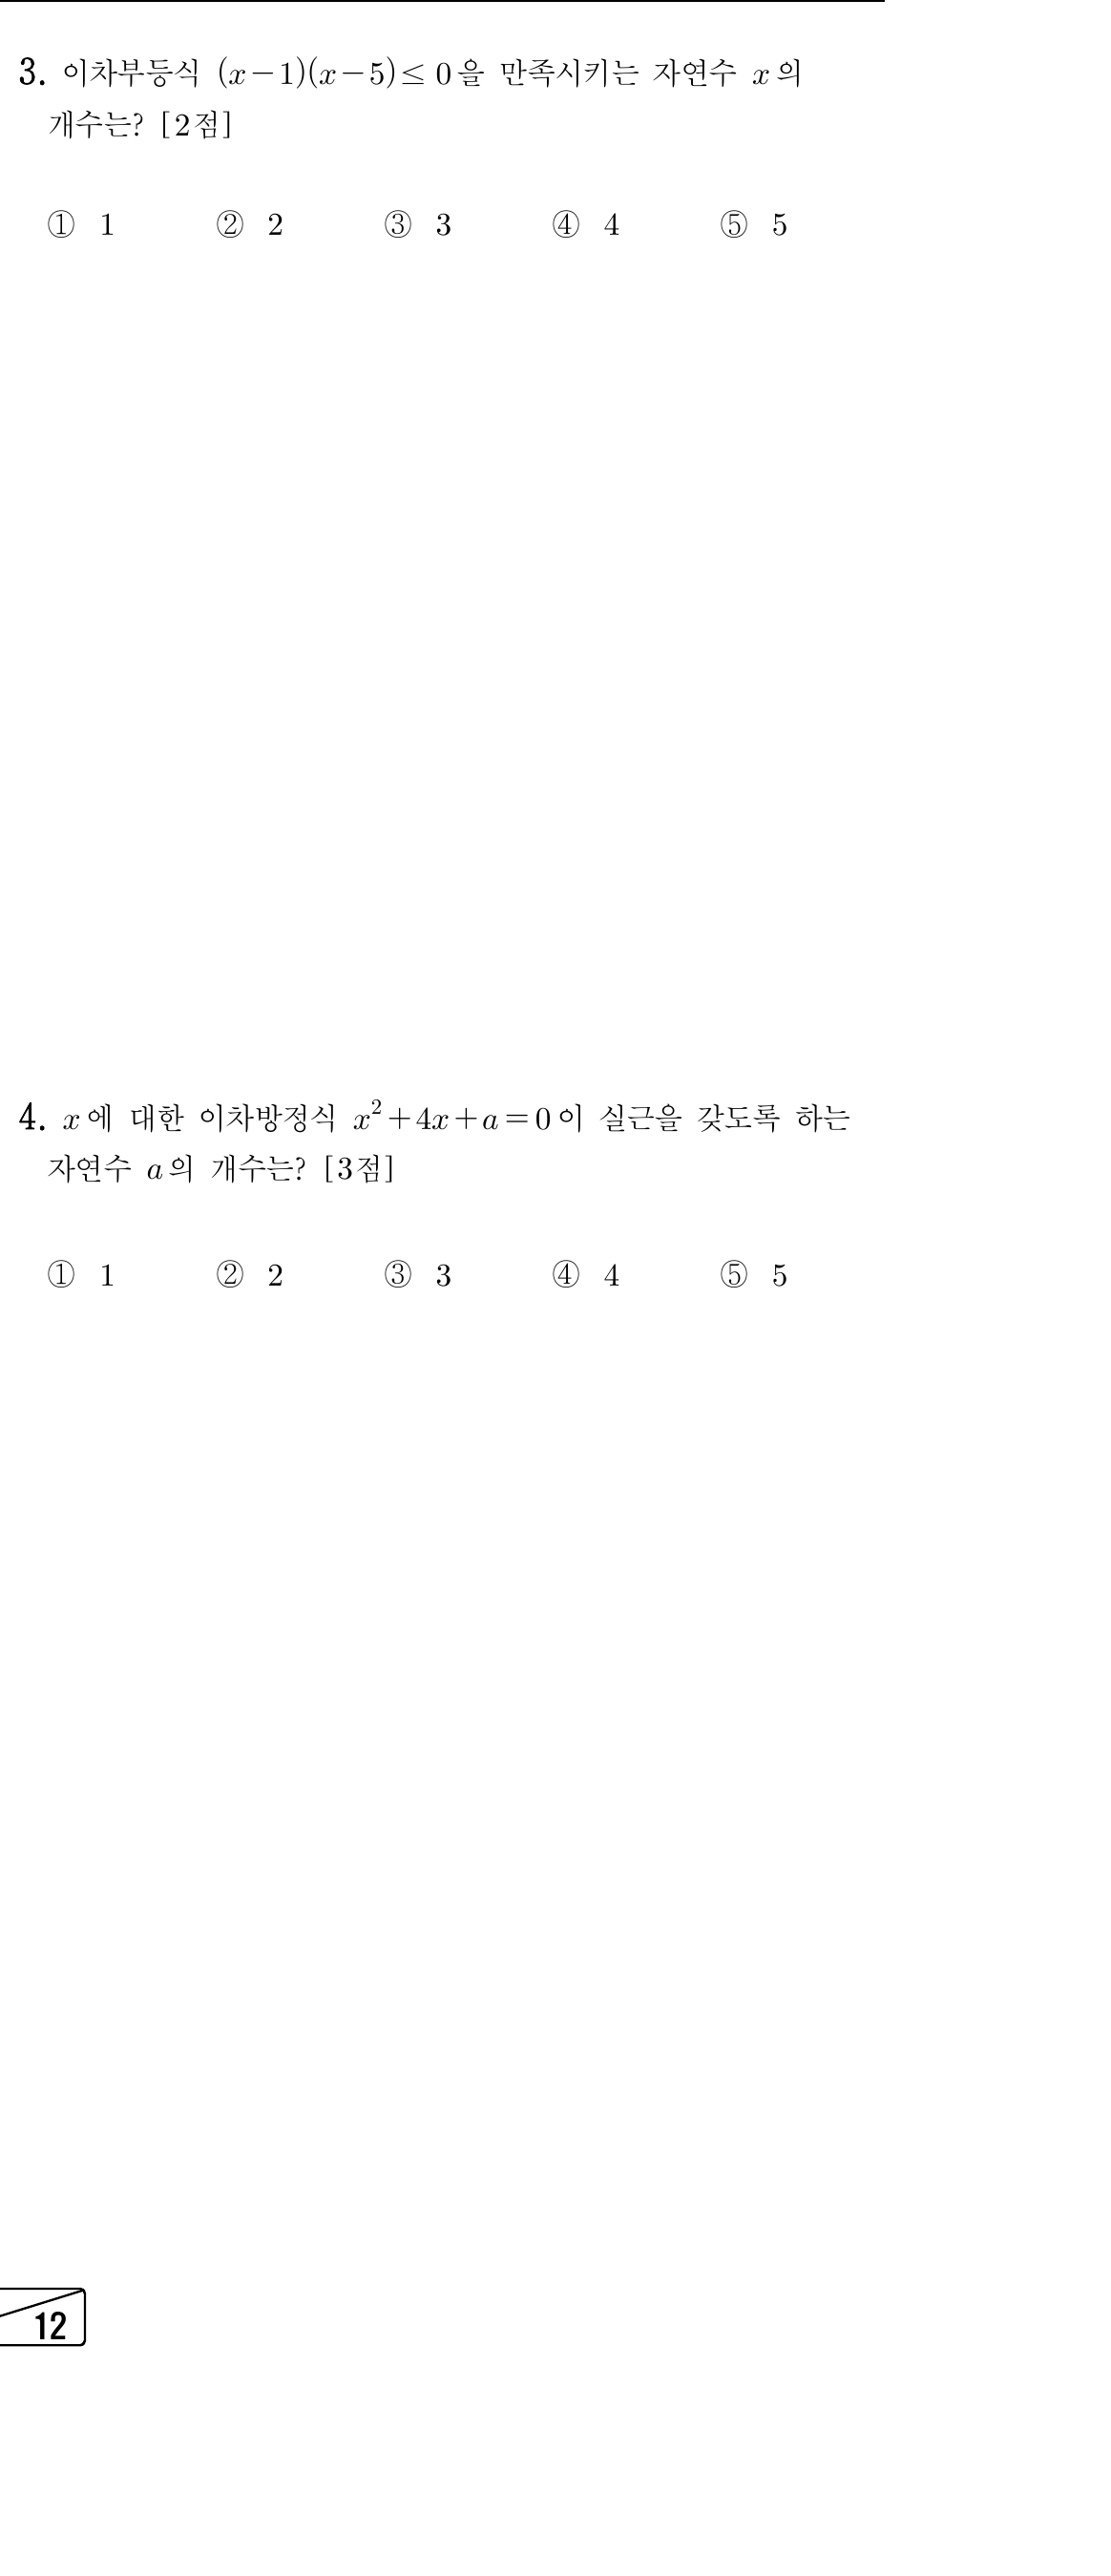 3. 이차부등식 (x-1)(x-5)≤0을 만족시키는 자연수 x의
개수는? [2점]
① 1 ② 2 ③ 3 ④ 4 ⑤ 5
4. x에 대한 이차방정식 x²+4x+a=0이 실근을 갖도록 하는
자연수 a의 개수는? [3점]
① 1 ② 2 ③ 3 ④ 4 ⑤ 5
12